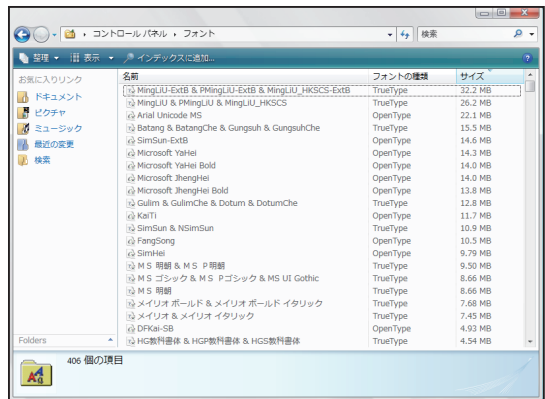 コントロール パネル ▸ フォント
検索
整理 表示 インデックスに追加...
お気に入りリンク
ドキュメント
ピクチャ
ミュージック
最近の変更
検索
Folders
名前 フォントの種類 サイズ
MingLiU-ExtB & PMingLiU-ExtB & MingLiU_HKSCS-ExtB TrueType 32.2 MB
MingLiU & PMingLiU & MingLiU_HKSCS TrueType 26.2 MB
Arial Unicode MS OpenType 22.1 MB
Batang & BatangChe & Gungsuh & GungsuhChe TrueType 15.5 MB
SimSun-ExtB OpenType 14.6 MB
Microsoft YaHei OpenType 14.3 MB
Microsoft YaHei Bold OpenType 14.0 MB
Microsoft JhengHei OpenType 14.0 MB
Microsoft JhengHei Bold OpenType 13.8 MB
Gulim & GulimChe & Dotum & DotumChe TrueType 12.8 MB
KaiTi OpenType 11.7 MB
SimSun & NSimSun TrueType 10.9 MB
FangSong OpenType 10.5 MB
SimHei OpenType 9.79 MB
ＭＳ 明朝 & ＭＳ Ｐ明朝 TrueType 9.50 MB
ＭＳ ゴシック & ＭＳ Ｐゴシック & MS UI Gothic TrueType 8.66 MB
ＭＳ 明朝 TrueType 8.66 MB
メイリオ ボールド & メイリオ ボールド イタリック TrueType 7.68 MB
メイリオ & メイリオ イタリック TrueType 7.45 MB
DFKai-SB OpenType 4.93 MB
HG教科書体 & HGP教科書体 & HGS教科書体 TrueType 4.54 MB
406 個の項目